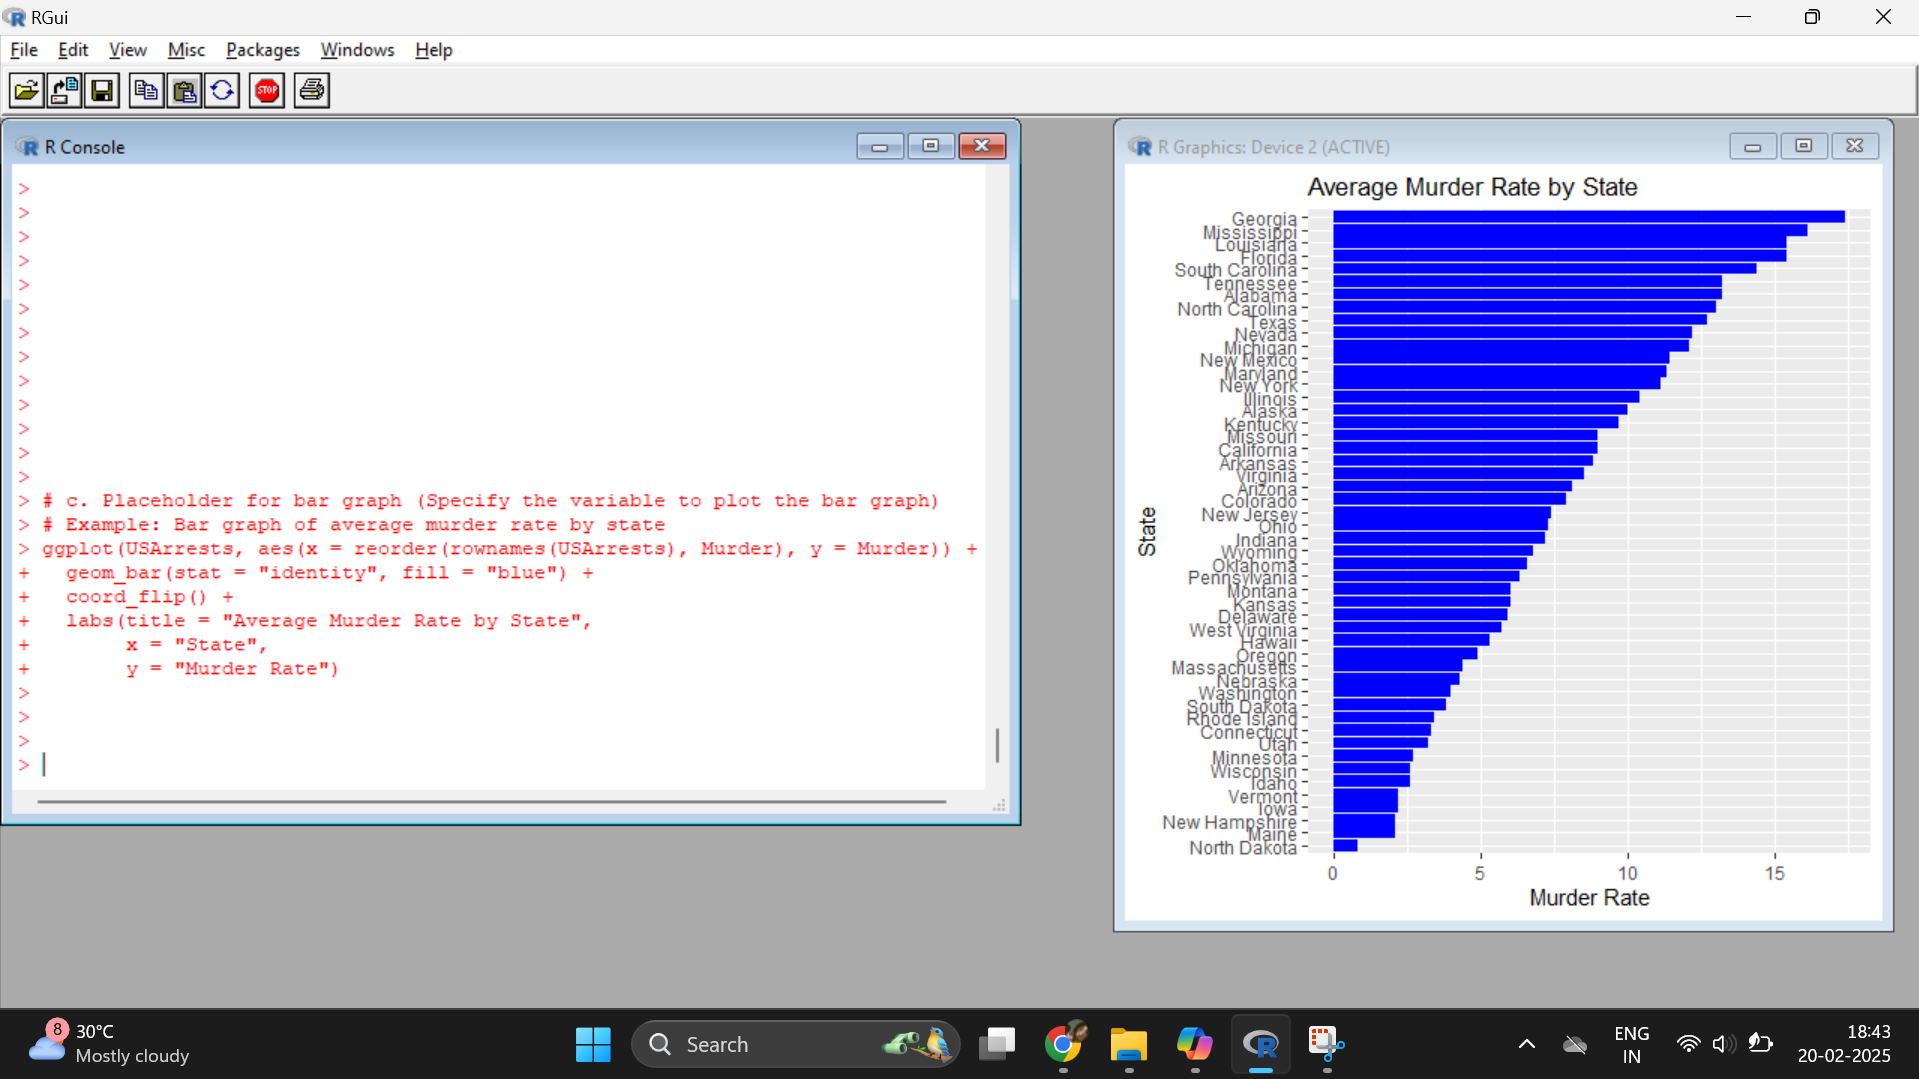 RGui
File Edit View Misc Packages Windows Help
STOP
R Console
>
>
>
>
>
>
>
>
>
>
>
>
>
> # c. Placeholder for bar graph (Specify the variable to plot the bar graph)
> # Example: Bar graph of average murder rate by state
> ggplot(USArrests, aes(x = reorder(rownames(USArrests), Murder), y = Murder)) +
+   geom_bar(stat = "identity", fill = "blue") +
+   coord_flip() +
+   labs(title = "Average Murder Rate by State",
+        x = "State",
+        y = "Murder Rate")
>
>
>
>
R Graphics: Device 2 (ACTIVE)
Average Murder Rate by State
State
Georgia
Mississippi
Louisiana
Florida
South Carolina
Tennessee
Alabama
North Carolina
Texas
Nevada
Michigan
New Mexico
Maryland
New York
Illinois
Alaska
Kentucky
Missouri
California
Arkansas
Virginia
Arizona
Colorado
New Jersey
Ohio
Indiana
Wyoming
Oklahoma
Pennsylvania
Montana
Kansas
Delaware
West Virginia
Hawaii
Oregon
Massachusetts
Nebraska
Washington
South Dakota
Rhode Island
Connecticut
Utah
Minnesota
Wisconsin
Idaho
Vermont
Iowa
New Hampshire
Maine
North Dakota
0 5 10 15
Murder Rate
8
30°C
Mostly cloudy
Search
ENG
IN
18:43
20-02-2025